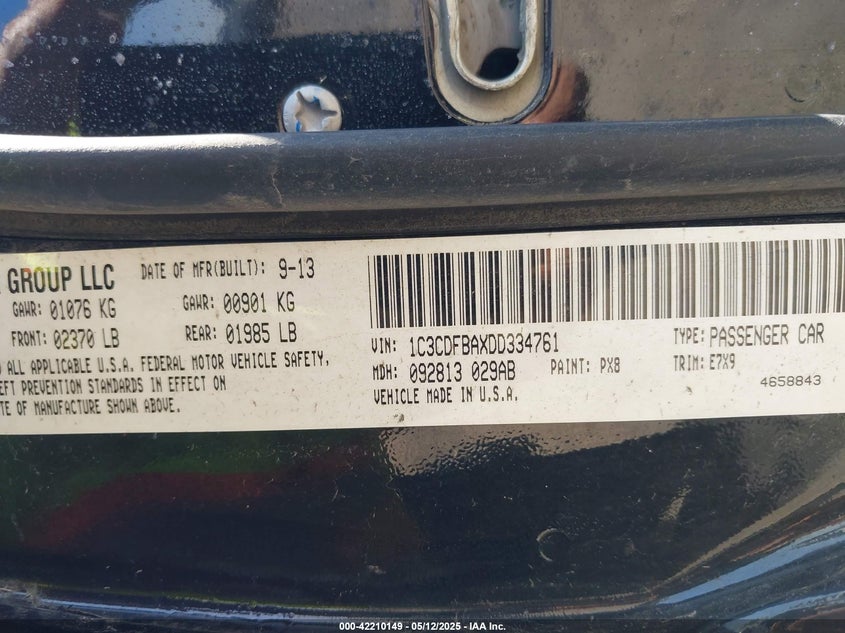 GROUP LLC DATE OF MFR(BUILT): 9-13
GAWR: 01076 KG GAWR: 00901 KG
FRONT: 02370 LB REAR: 01985 LB
O ALL APPLICABLE U.S.A. FEDERAL MOTOR VEHICLE SAFETY,
EFT PREVENTION STANDARDS IN EFFECT ON
TE OF MANUFACTURE SHOWN ABOVE.
VIN: 1C3CDFBAXDD334761 TYPE: PASSENGER CAR
MDH: 092813 029AB PAINT: PX8 TRIM: E7X9
VEHICLE MADE IN U.S.A. 4658843
000-42210149 - 05/12/2025 - IAA Inc.